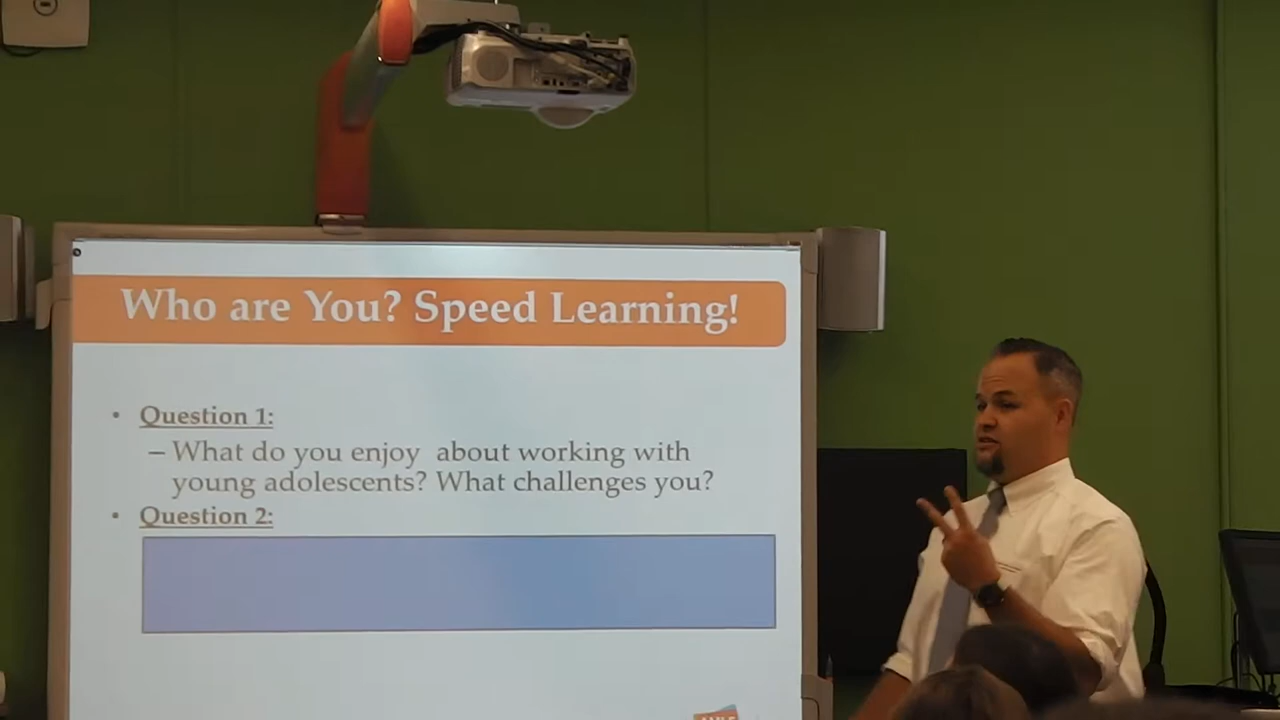 Who are You? Speed Learning!
• Question 1:
– What do you enjoy about working with
young adolescents? What challenges you?
• Question 2: